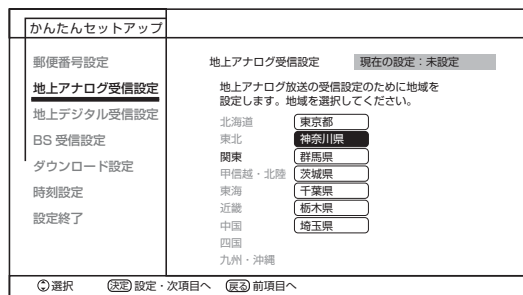 かんたんセットアップ
郵便番号設定
地上アナログ受信設定
地上デジタル受信設定
BS 受信設定
ダウンロード設定
時刻設定
設定終了
地上アナログ受信設定 現在の設定：未設定
地上アナログ放送の受信設定のために地域を
設定します。地域を選択してください。
北海道 東京都
東北 神奈川県
関東 群馬県
甲信越・北陸 茨城県
東海 千葉県
近畿 栃木県
中国 埼玉県
四国
九州・沖縄
選択 決定 設定・次項目へ 戻る 前項目へ